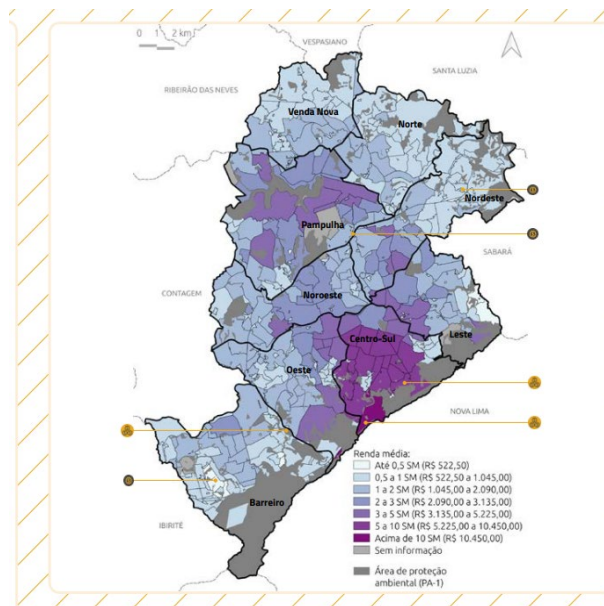 0 1 2 km
VESPASIANO
SANTA LUZIA
RIBEIRÃO DAS NEVES
Venda Nova
Norte
Nordeste
Pampulha
SABARÁ
CONTAGEM
Noroeste
Leste
Centro-Sul
Oeste
NOVA LIMA
Barreiro
IBIRITÉ
Renda média:
Até 0,5 SM (R$ 522,50)
0,5 a 1 SM (R$ 522,50 a 1.045,00)
1 a 2 SM (R$ 1.045,00 a 2.090,00)
2 a 3 SM (R$ 2.090,00 a 3.135,00)
3 a 5 SM (R$ 3.135,00 a 5.225,00)
5 a 10 SM (R$ 5.225,00 a 10.450,00)
Acima de 10 SM (R$ 10.450,00)
Sem informação
Área de proteção
ambiental (PA-1)